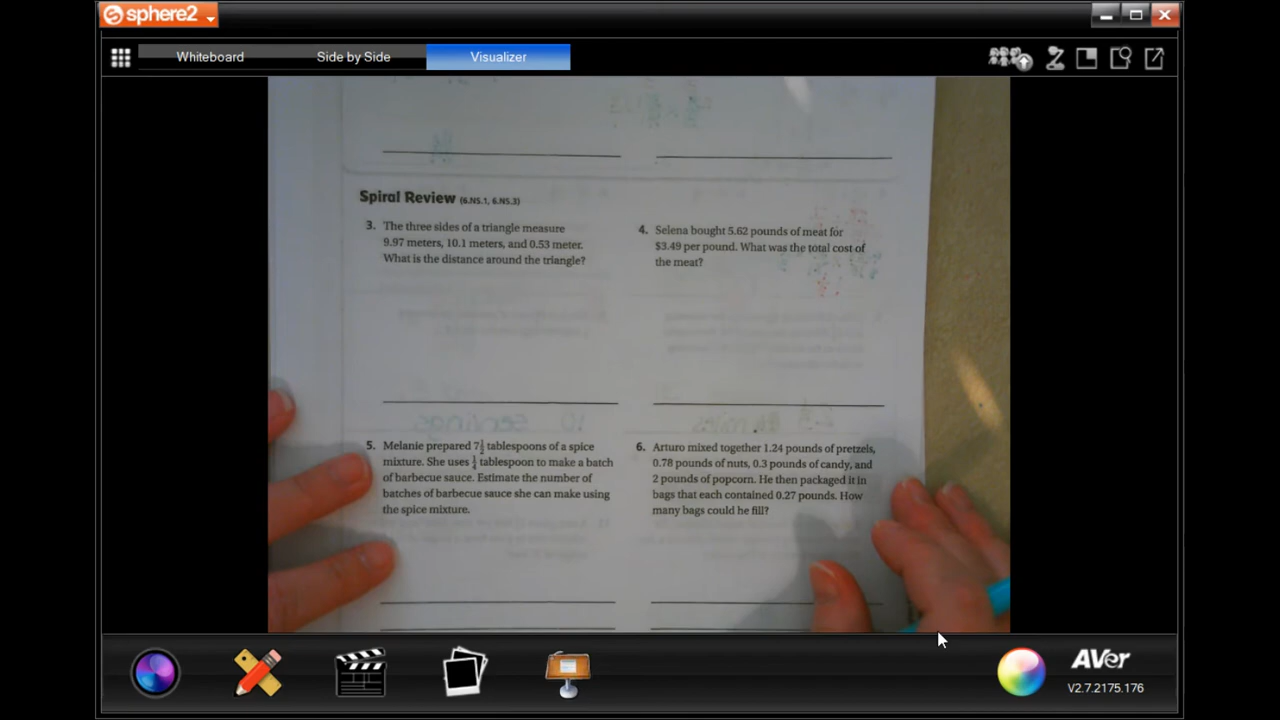 sphere2
Whiteboard
Side by Side
Visualizer
Spiral Review (6.NS.1, 6.NS.3)
3. The three sides of a triangle measure
9.97 meters, 10.1 meters, and 0.53 meter.
What is the distance around the triangle?
4. Selena bought 5.62 pounds of meat for
$3.49 per pound. What was the total cost of
the meat?
5. Melanie prepared 7½ tablespoons of a spice
mixture. She uses ¼ tablespoon to make a batch
of barbecue sauce. Estimate the number of
batches of barbecue sauce she can make using
the spice mixture.
6. Arturo mixed together 1.24 pounds of pretzels,
0.78 pounds of nuts, 0.3 pounds of candy, and
2 pounds of popcorn. He then packaged it in
bags that each contained 0.27 pounds. How
many bags could he fill?
AVer
V2.7.2175.176